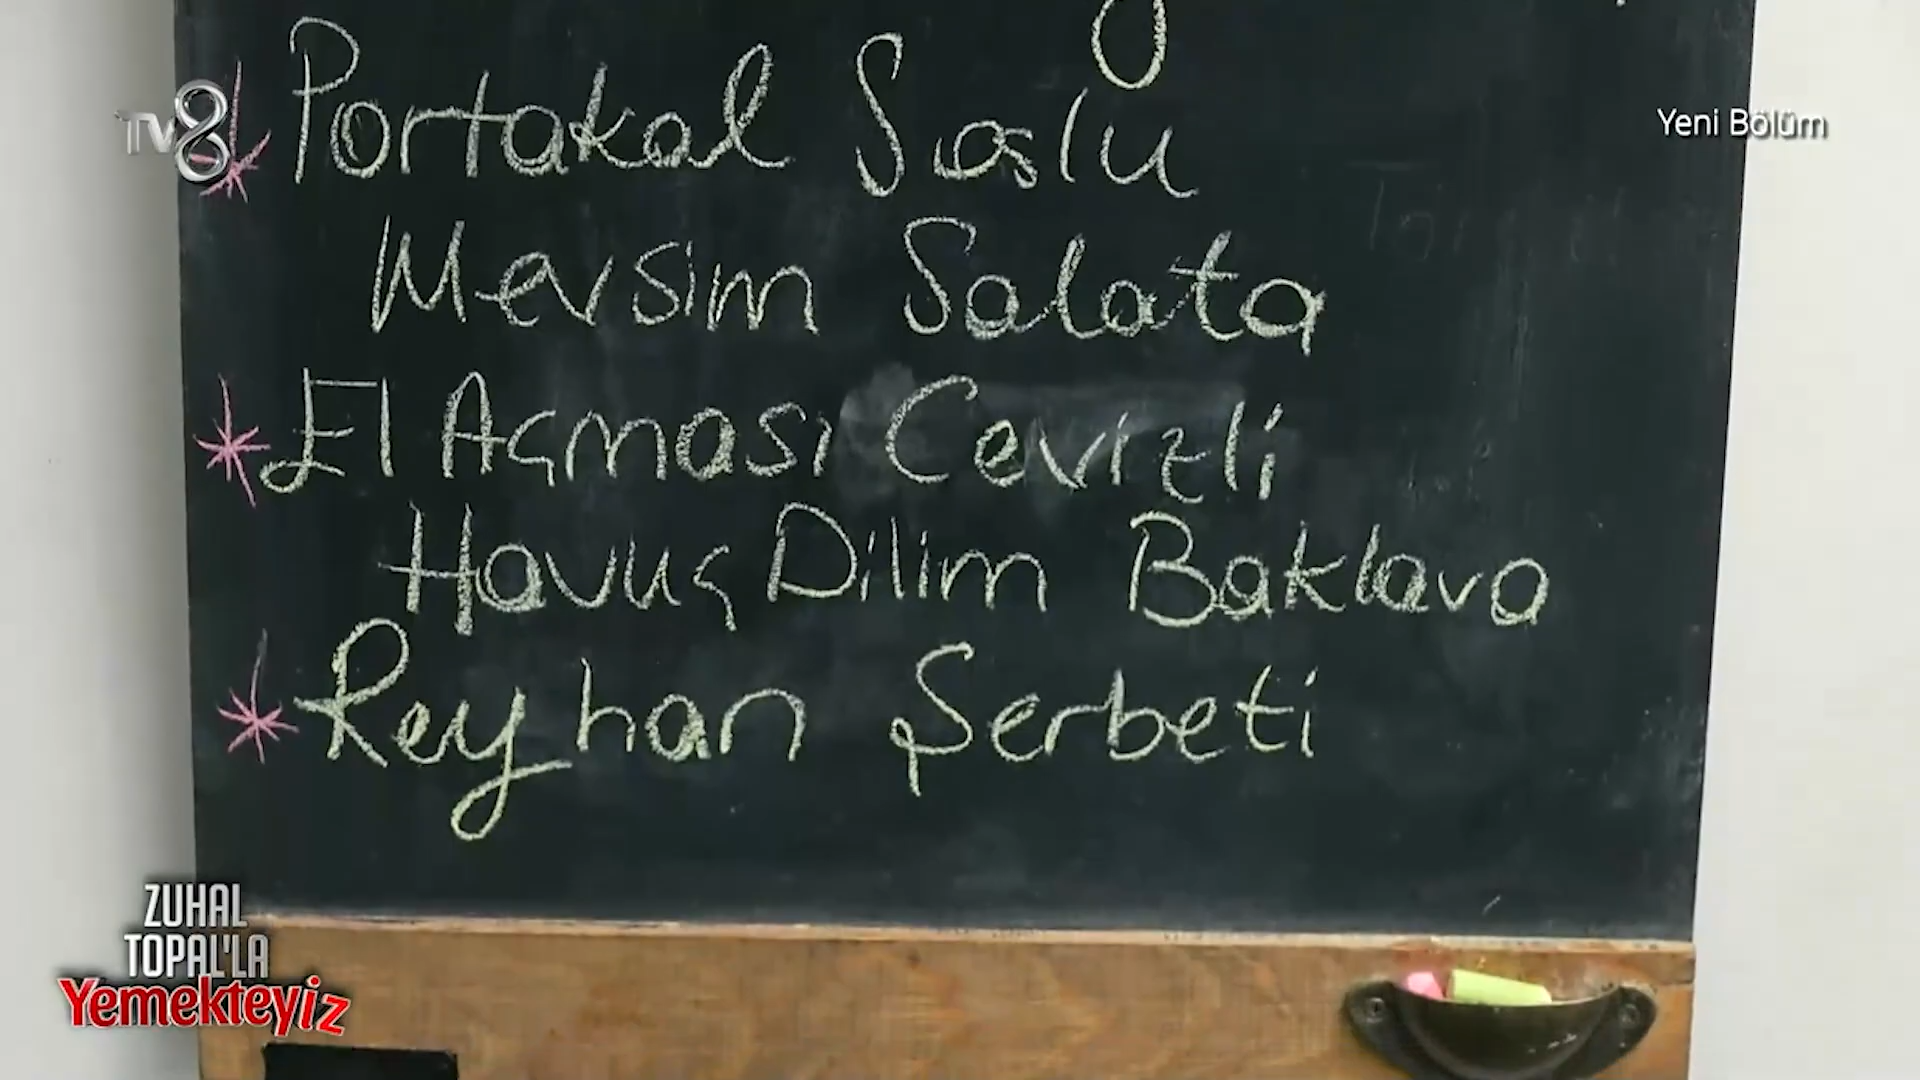 Portakal Soslu
Mevsim Salata
El Açması Cevizli
Havuç Dilim Baklava
Reyhan Şerbeti
TV8
Yeni Bölüm
ZUHAL
TOPAL'LA
Yemekteyiz